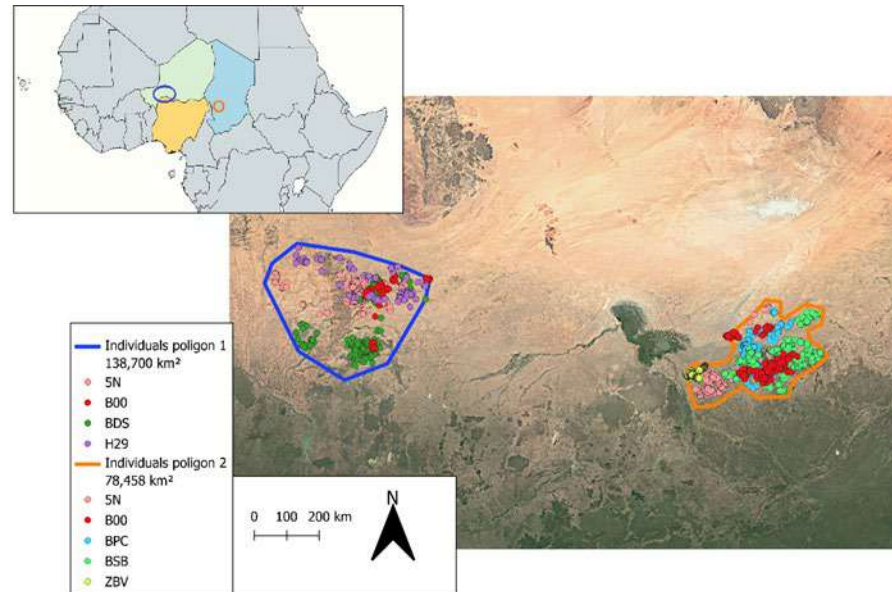 Individuals poligon 1
138,700 km²
5N
B00
BDS
H29
Individuals poligon 2
78,458 km²
5N
B00
BPC
BSB
ZBV
N
0 100 200 km